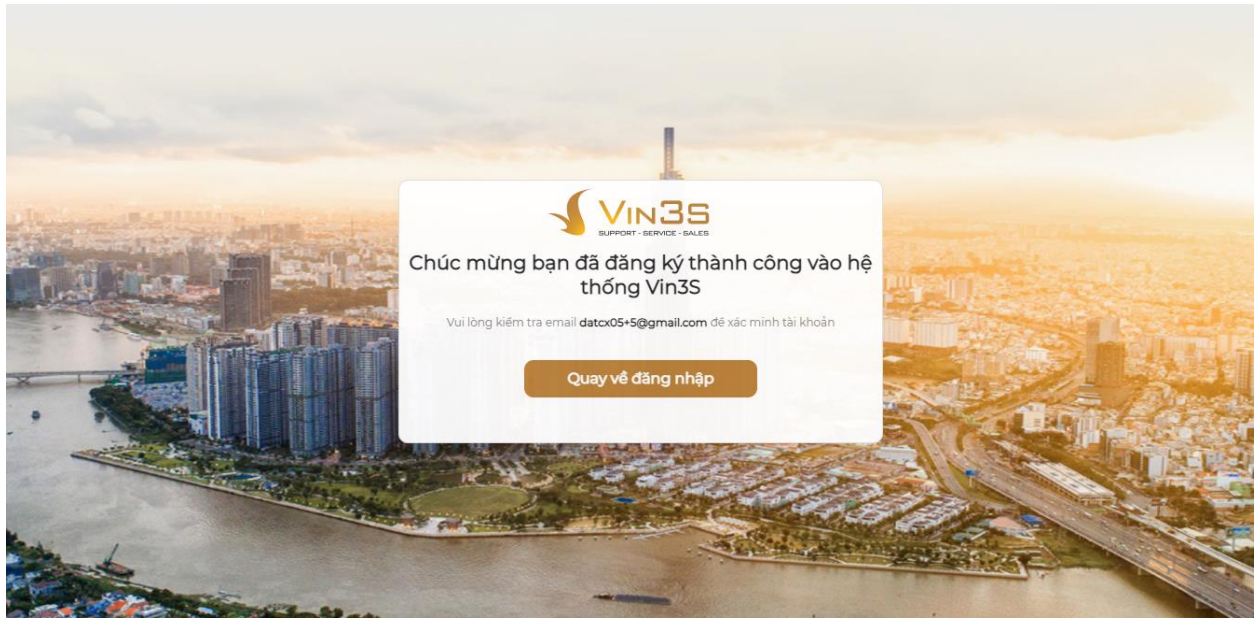 VIN3S
SUPPORT - SERVICE - SALES
Chúc mừng bạn đã đăng ký thành công vào hệ
thống Vin3S
Vui lòng kiểm tra email datcx05+5@gmail.com để xác minh tài khoản
Quay về đăng nhập